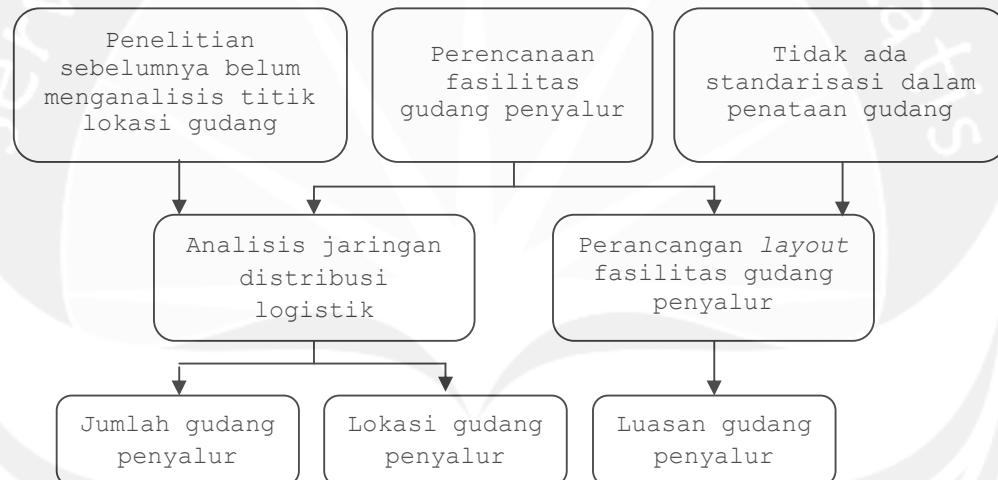 Penelitian
sebelumnya belum
menganalisis titik
lokasi gudang
Perencanaan
fasilitas
gudang penyalur
Tidak ada
standarisasi dalam
penataan gudang
Analisis jaringan
distribusi
logistik
Perancangan layout
fasilitas gudang
penyalur
Jumlah gudang
penyalur
Lokasi gudang
penyalur
Luasan gudang
penyalur